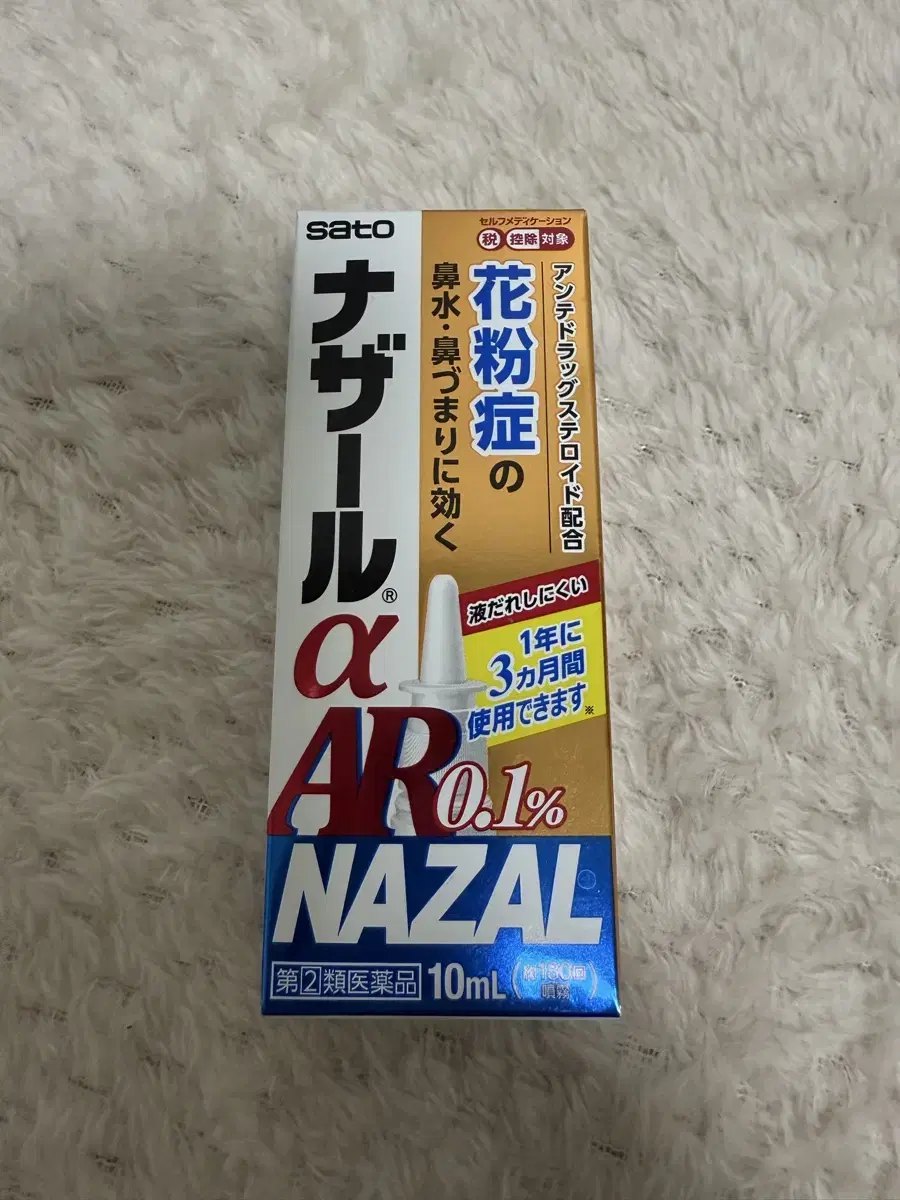 sato
ナザール®
α
AR0.1%
NAZAL
セルフメディケーション
税 控除 対象
アンテドラッグステロイド配合
花粉症の
鼻水・鼻づまりに効く
液だれしにくい
1年に
3ヵ月間
使用できます※
第②類医薬品 10mL
噴霧